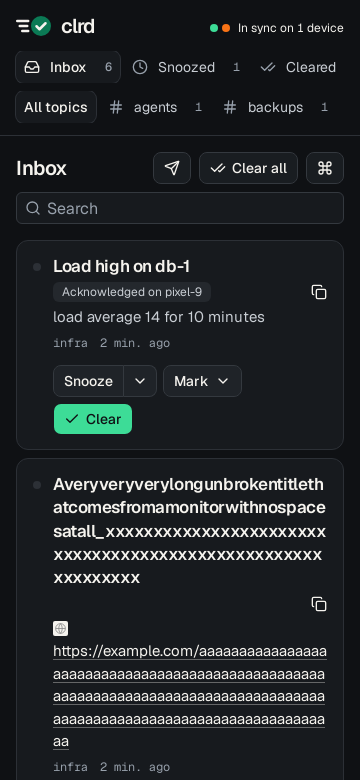 clrd
In sync on 1 device
Inbox 6 Snoozed 1 Cleared
All topics # agents 1 # backups 1
Inbox
Clear all ⌘
Search
Load high on db-1
Acknowledged on pixel-9
load average 14 for 10 minutes
infra 2 min. ago
Snooze Mark
Clear
Averyveryverylongunbrokentitleth
atcomesfromamonitorwithnospace
satall_xxxxxxxxxxxxxxxxxxxxxxx
xxxxxxxxxxxxxxxxxxxxxxxxxxxx
xxxxxxxxx
https://example.com/aaaaaaaaaaaaaaaa
aaaaaaaaaaaaaaaaaaaaaaaaaaaaaaaaaa
aaaaaaaaaaaaaaaaaaaaaaaaaaaaaaaaaa
aaaaaaaaaaaaaaaaaaaaaaaaaaaaaaaaaa
aa
infra 2 min. ago